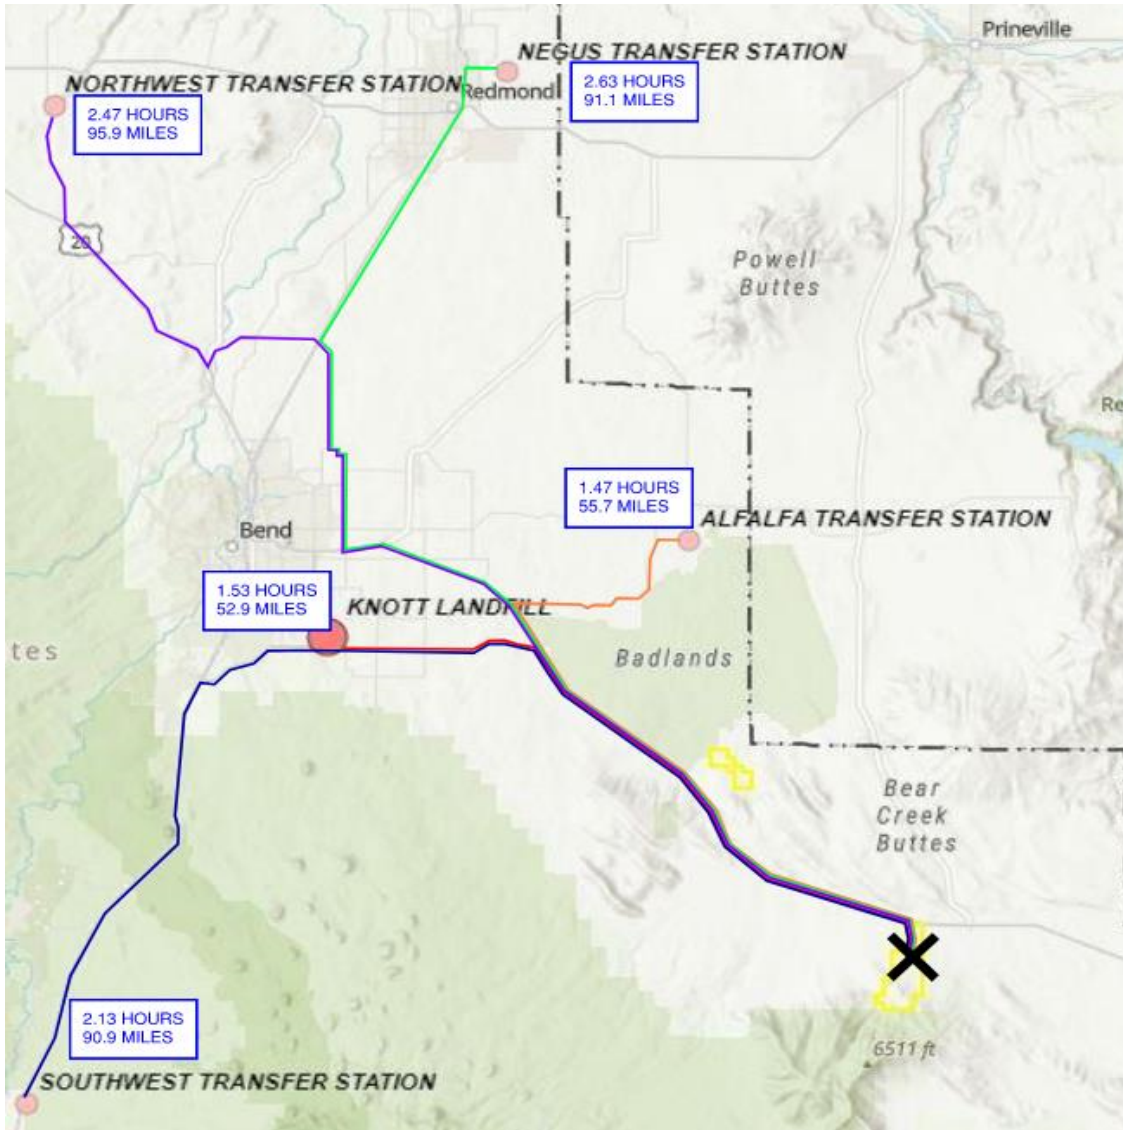 Prineville
NEGUS TRANSFER STATION
NORTHWEST TRANSFER STATION
Redmond
2.63 HOURS
91.1 MILES
2.47 HOURS
95.9 MILES
20
Powell
Buttes
Re
1.47 HOURS
55.7 MILES
ALFALFA TRANSFER STATION
Bend
1.53 HOURS
52.9 MILES
KNOTT LANDFILL
tes
Badlands
Bear
Creek
Buttes
2.13 HOURS
90.9 MILES
6511 ft
SOUTHWEST TRANSFER STATION